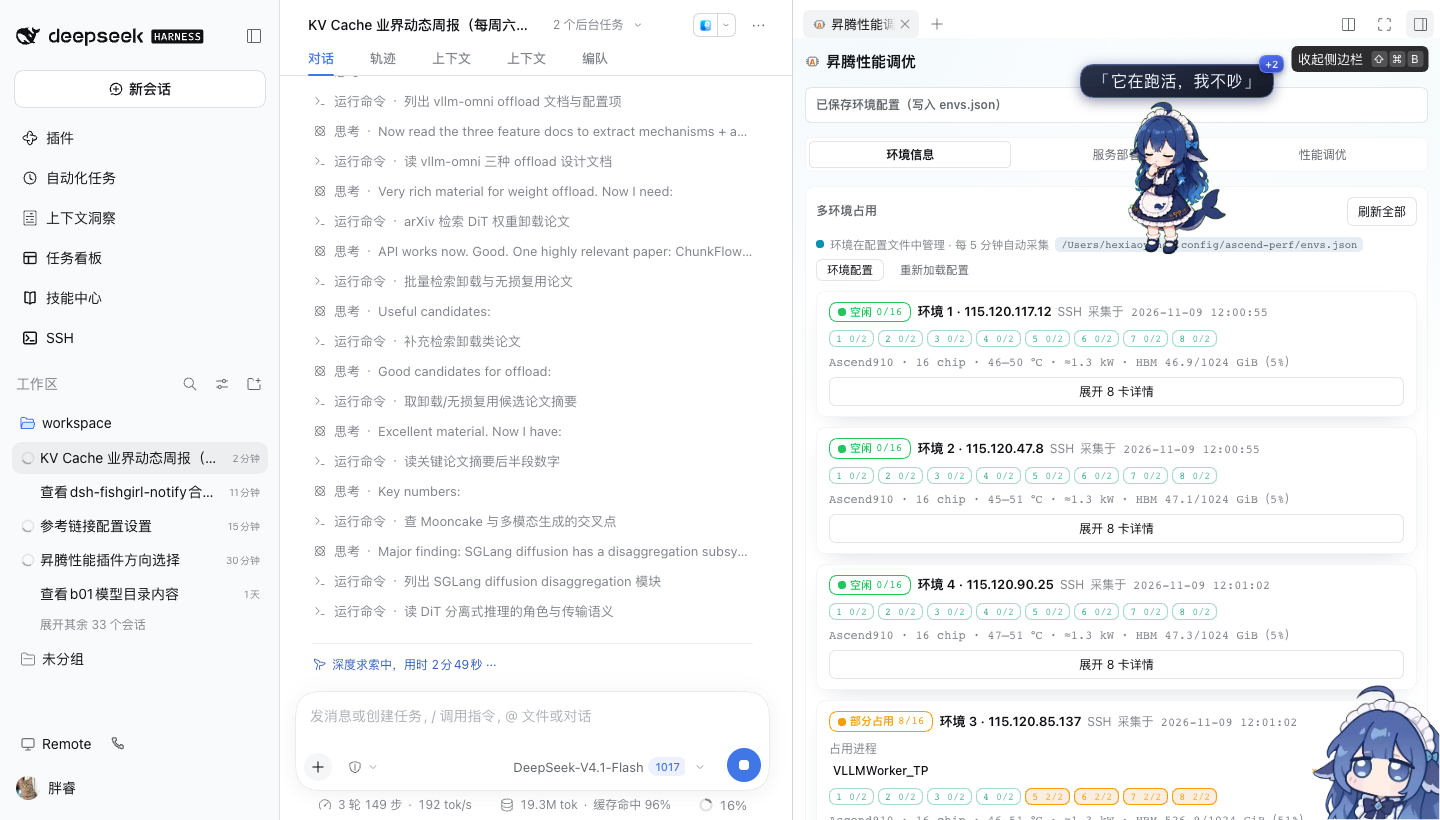 deepseek HARNESS
新会话
插件
自动化任务
上下文洞察
任务看板
技能中心
SSH
工作区
workspace
KV Cache 业界动态周报（... 2分钟
查看dsh-fishgirl-notify合... 11分钟
参考链接配置设置 15分钟
昇腾性能插件方向选择 30分钟
查看b01模型目录内容 1天
展开其余 33 个会话
未分组
Remote
胖睿
KV Cache 业界动态周报（每周六... 2 个后台任务
对话 轨迹 上下文 上下文 编队
运行命令 · 列出 vllm-omni offload 文档与配置项
思考 · Now read the three feature docs to extract mechanisms + a...
运行命令 · 读 vllm-omni 三种 offload 设计文档
思考 · Very rich material for weight offload. Now I need:
运行命令 · arXiv 检索 DiT 权重卸载论文
思考 · API works now. Good. One highly relevant paper: ChunkFlow...
运行命令 · 批量检索卸载与无损复用论文
思考 · Useful candidates:
运行命令 · 补充检索卸载类论文
思考 · Good candidates for offload:
运行命令 · 取卸载/无损复用候选论文摘要
思考 · Excellent material. Now I have:
运行命令 · 读关键论文摘要后半段数字
思考 · Key numbers:
运行命令 · 查 Mooncake 与多模态生成的交叉点
思考 · Major finding: SGLang diffusion has a disaggregation subsy...
运行命令 · 列出 SGLang diffusion disaggregation 模块
运行命令 · 读 DiT 分离式推理的角色与传输语义
深度求索中，用时 2分49秒 ···
发消息或创建任务, / 调用指令, @ 文件或对话
DeepSeek-V4.1-Flash 1017
3 轮 149 步 · 192 tok/s 19.3M tok · 缓存命中 96% 16%
昇腾性能调
昇腾性能调优
收起侧边栏 ⇧ ⌘ B
「它在跑活，我不吵」 +2
已保存环境配置（写入 envs.json）
环境信息 服务部 性能调优
多环境占用 刷新全部
环境在配置文件中管理 · 每 5 分钟自动采集 /Users/hexiao config/ascend-perf/envs.json
环境配置 重新加载配置
空闲 0/16 环境 1 · 115.120.117.12 SSH 采集于 2026-11-09 12:00:55
1 0/2 2 0/2 3 0/2 4 0/2 5 0/2 6 0/2 7 0/2 8 0/2
Ascend910 · 16 chip · 46—50 ℃ · ≈1.3 kW · HBM 46.9/1024 GiB (5%)
展开 8 卡详情
空闲 0/16 环境 2 · 115.120.47.8 SSH 采集于 2026-11-09 12:00:55
1 0/2 2 0/2 3 0/2 4 0/2 5 0/2 6 0/2 7 0/2 8 0/2
Ascend910 · 16 chip · 45—51 ℃ · ≈1.3 kW · HBM 47.1/1024 GiB (5%)
展开 8 卡详情
空闲 0/16 环境 4 · 115.120.90.25 SSH 采集于 2026-11-09 12:01:02
1 0/2 2 0/2 3 0/2 4 0/2 5 0/2 6 0/2 7 0/2 8 0/2
Ascend910 · 16 chip · 47—51 ℃ · ≈1.3 kW · HBM 47.3/1024 GiB (5%)
展开 8 卡详情
部分占用 8/16 环境 3 · 115.120.85.137 SSH 采集于 2026-11-09 12:01:02
占用进程
VLLMWorker_TP
1 0/2 2 0/2 3 0/2 4 0/2 5 2/2 6 2/2 7 2/2 8 2/2